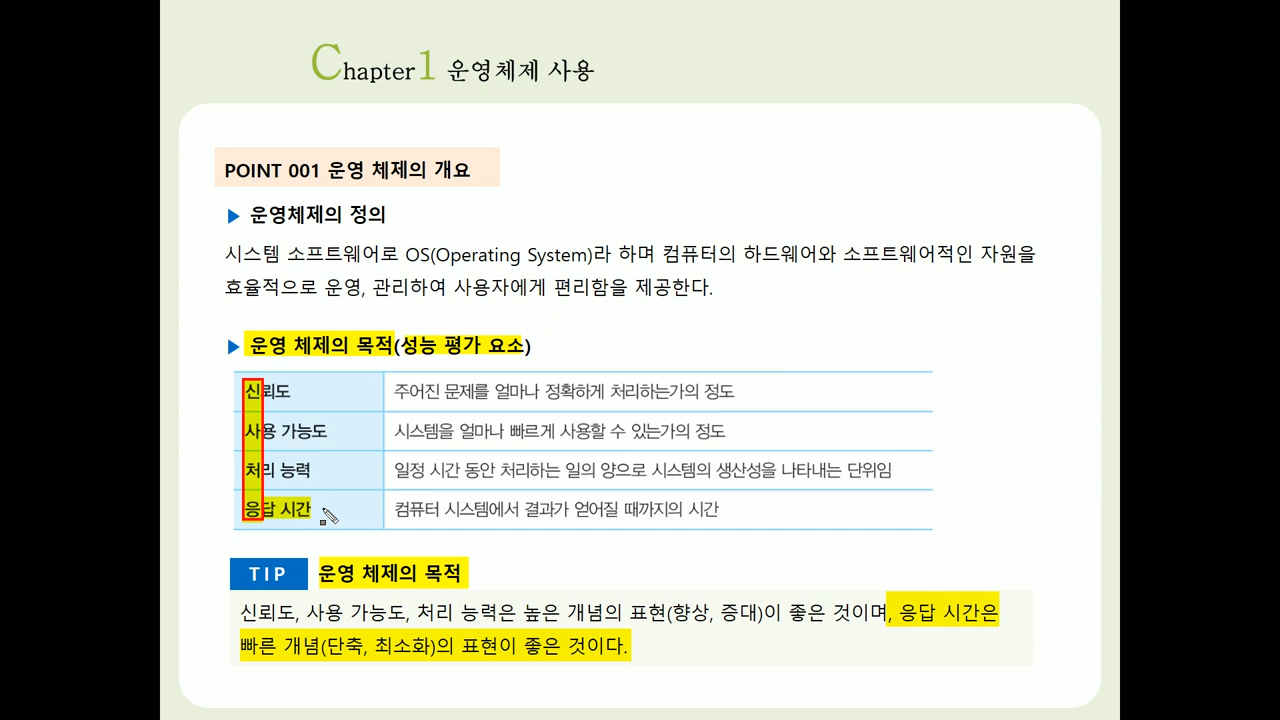 Chapter1 운영체제 사용
POINT 001 운영 체제의 개요
▶ 운영체제의 정의
시스템 소프트웨어로 OS(Operating System)라 하며 컴퓨터의 하드웨어와 소프트웨어적인 자원을
효율적으로 운영, 관리하여 사용자에게 편리함을 제공한다.
▶ 운영 체제의 목적(성능 평가 요소)
신뢰도 주어진 문제를 얼마나 정확하게 처리하는가의 정도
사용 가능도 시스템을 얼마나 빠르게 사용할 수 있는가의 정도
처리 능력 일정 시간 동안 처리하는 일의 양으로 시스템의 생산성을 나타내는 단위임
응답 시간 컴퓨터 시스템에서 결과가 얻어질 때까지의 시간
TIP 운영 체제의 목적
신뢰도, 사용 가능도, 처리 능력은 높은 개념의 표현(향상, 증대)이 좋은 것이며, 응답 시간은
빠른 개념(단축, 최소화)의 표현이 좋은 것이다.